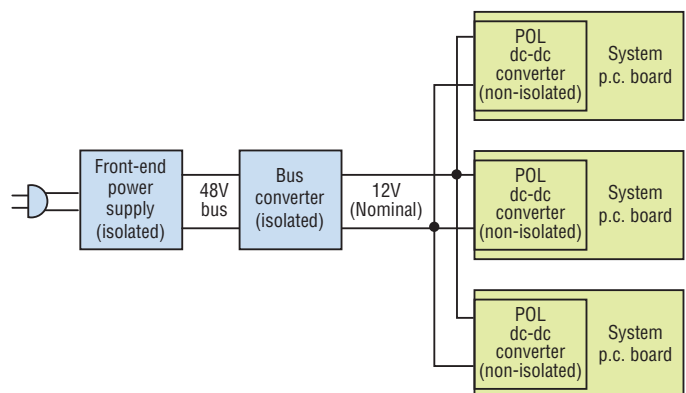 Front-end
power
supply
(isolated)
48V
bus
Bus
converter
(isolated)
12V
(Nominal)
POL
dc-dc
converter
(non-isolated)
System
p.c. board
POL
dc-dc
converter
(non-isolated)
System
p.c. board
POL
dc-dc
converter
(non-isolated)
System
p.c. board